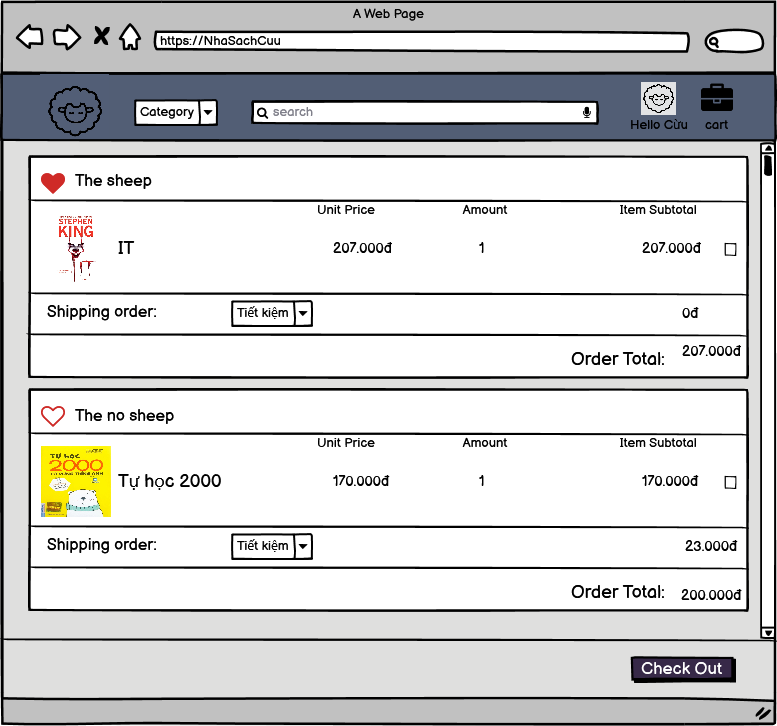 A Web Page
https://NhaSachCuu
Category
search
Hello Cừu
cart
The sheep
Unit Price Amount Item Subtotal
STEPHEN
KING
IT 207.000đ 1 207.000đ
Shipping order: Tiết kiệm 0đ
Order Total: 207.000đ
The no sheep
Unit Price Amount Item Subtotal
TỰ HỌC
2000
Tự học 2000 170.000đ 1 170.000đ
Shipping order: Tiết kiệm 23.000đ
Order Total: 200.000đ
Check Out